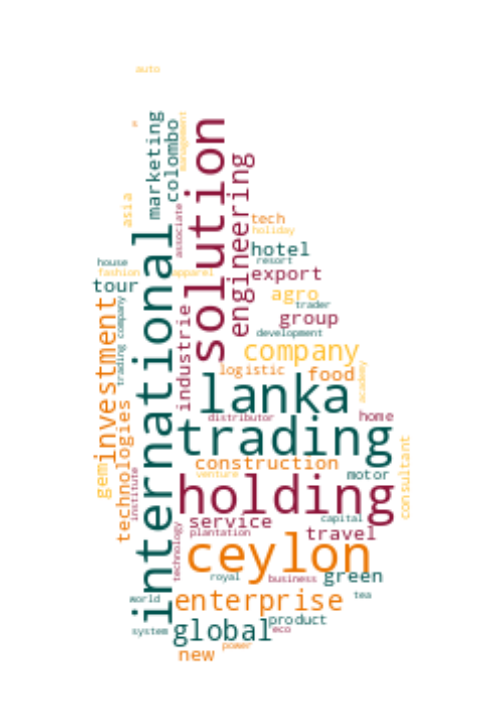 auto
e
marketing
colombo
management
solution
engineering
asia
associate
tech
holiday
hotel
resort
export
house
fashion
apparel
tour
international
agro
trader
group
development
investment
trading company
industrie
company
logistic
food
academy
lanka
technologies
distributor
home
trading
gem
construction
venture
motor
consultant
institute
holding
service
capital
travel
plantation
technology
ceylon
royal
business
green
world
enterprise
tea
system
global
product
eco
power
new